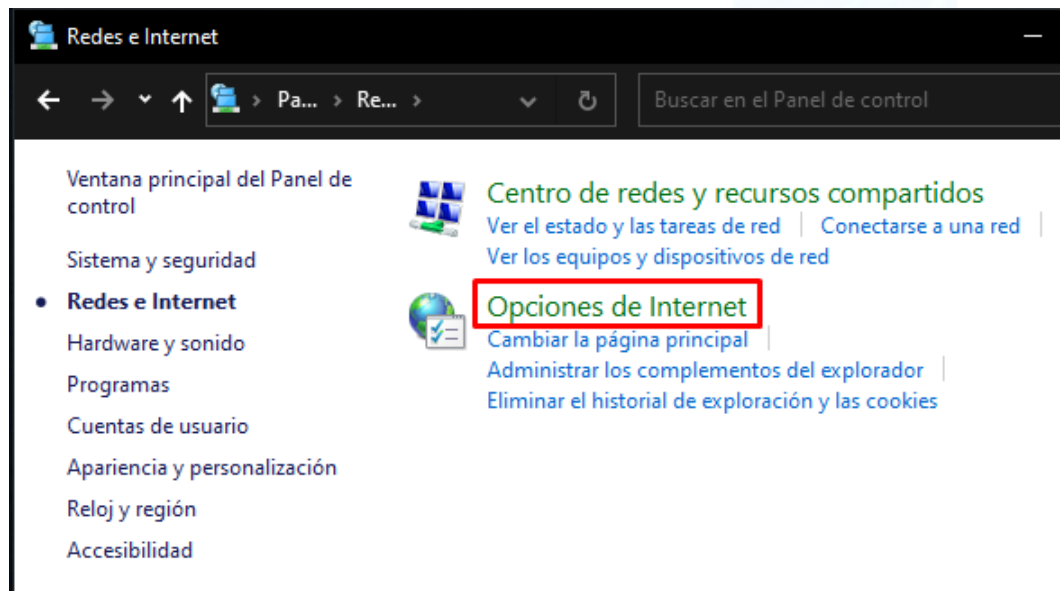 Redes e Internet
Pa... > Re... >
Buscar en el Panel de control
Ventana principal del Panel de
control
Sistema y seguridad
Redes e Internet
Hardware y sonido
Programas
Cuentas de usuario
Apariencia y personalización
Reloj y región
Accesibilidad
Centro de redes y recursos compartidos
Ver el estado y las tareas de red | Conectarse a una red |
Ver los equipos y dispositivos de red
Opciones de Internet
Cambiar la página principal |
Administrar los complementos del explorador |
Eliminar el historial de exploración y las cookies